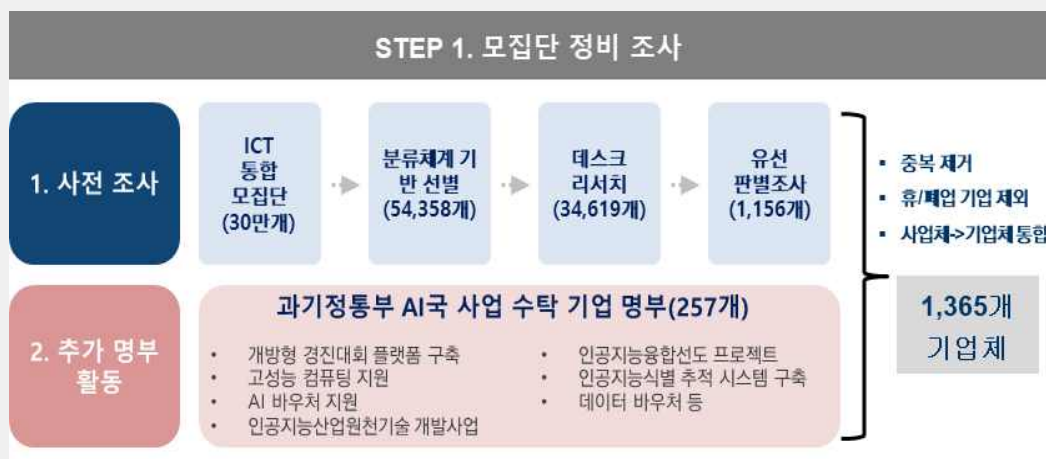 STEP 1. 모집단 정비 조사
1. 사전 조사
ICT
통합
모집단
(30만개)
분류체계 기
반 선별
(54,358개)
데스크
리서치
(34,619개)
유선
판별조사
(1,156개)
▪ 중복 제거
▪ 휴/폐업 기업 제외
▪ 사업체->기업체 통합
1,365개
기업체
2. 추가 명부
활동
과기정통부 AI국 사업 수탁 기업 명부(257개)
• 개방형 경진대회 플랫폼 구축
• 고성능 컴퓨팅 지원
• AI 바우처 지원
• 인공지능산업원천기술 개발사업
• 인공지능융합선도 프로젝트
• 인공지능식별 추적 시스템 구축
• 데이터 바우처 등